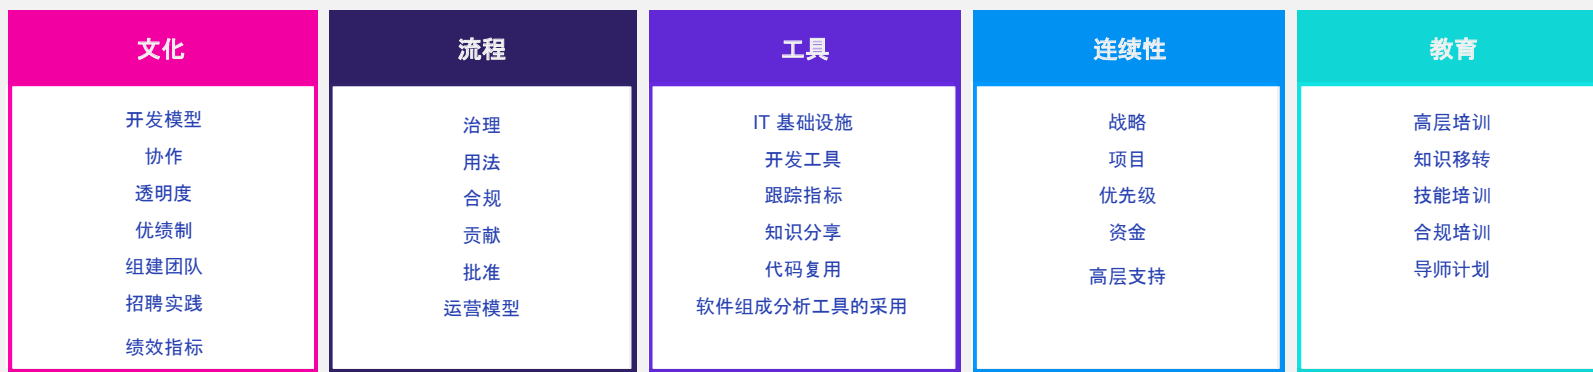 文化
开发模型
协作
透明度
优绩制
组建团队
招聘实践
绩效指标
流程
治理
用法
合规
贡献
批准
运营模型
工具
IT 基础设施
开发工具
跟踪指标
知识分享
代码复用
软件组成分析工具的采用
连续性
战略
项目
优先级
资金
高层支持
教育
高层培训
知识移转
技能培训
合规培训
导师计划